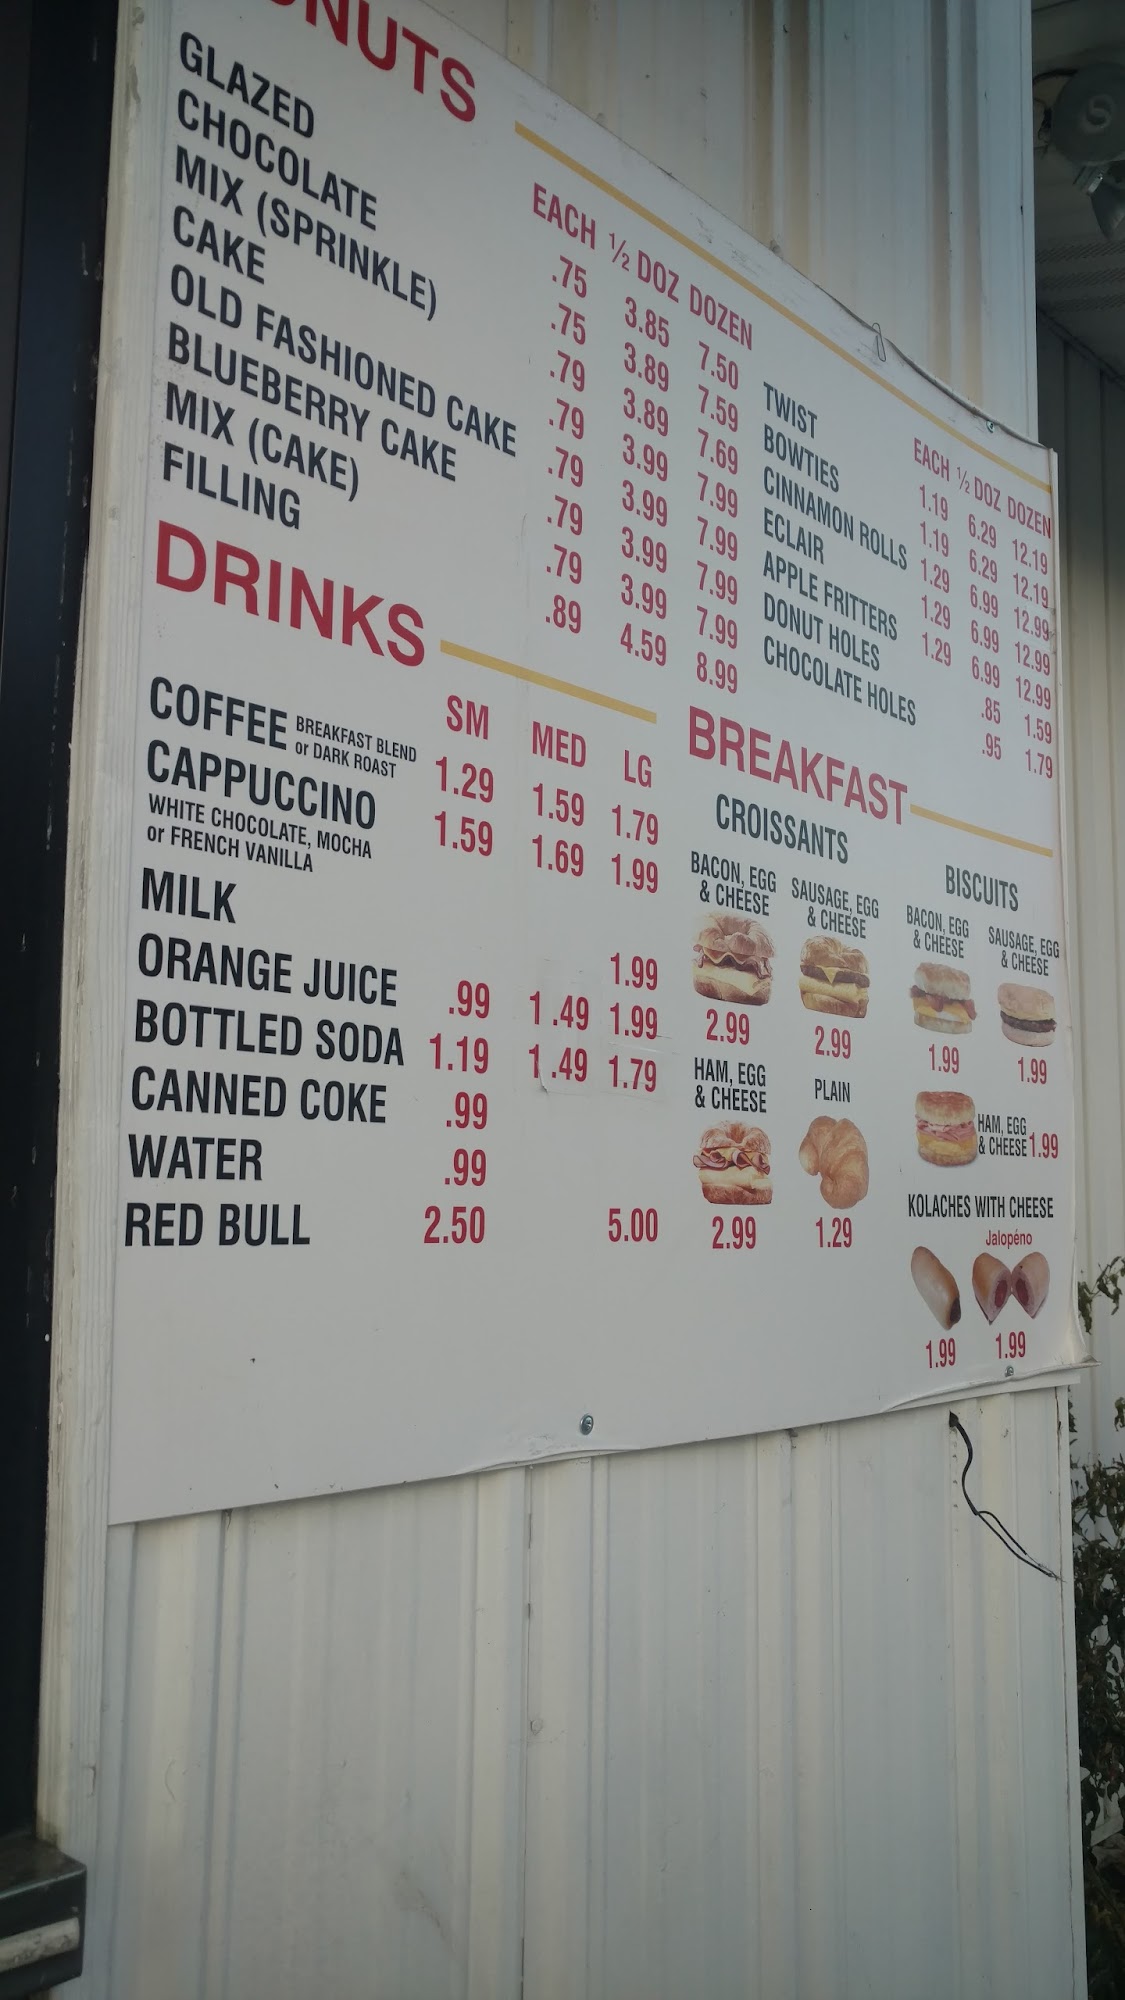 ONUTS
EACH ½ DOZ DOZEN
GLAZED .75 3.85 7.50
CHOCOLATE .75 3.89 7.59
MIX (SPRINKLE) .79 3.89 7.69
CAKE .79 3.99 7.99
OLD FASHIONED CAKE .79 3.99 7.99
BLUEBERRY CAKE .79 3.99 7.99
MIX (CAKE) .79 3.99 7.99
FILLING .89 4.59 8.99
EACH ½ DOZ DOZEN
TWIST 1.19 6.29 12.19
BOWTIES 1.19 6.29 12.19
CINNAMON ROLLS 1.29 6.99 12.99
ECLAIR 1.29 6.99 12.99
APPLE FRITTERS 1.29 6.99 12.99
DONUT HOLES .85 1.59
CHOCOLATE HOLES .95 1.79
DRINKS
SM MED LG
COFFEE BREAKFAST BLEND
or DARK ROAST 1.29 1.59 1.79
CAPPUCCINO 1.59 1.69 1.99
WHITE CHOCOLATE, MOCHA
or FRENCH VANILLA
MILK 1.99
ORANGE JUICE .99 1.49 1.99
BOTTLED SODA 1.19 1.49 1.79
CANNED COKE .99
WATER .99
RED BULL 2.50 5.00
BREAKFAST
CROISSANTS
BACON, EGG
& CHEESE
2.99
SAUSAGE, EGG
& CHEESE
2.99
HAM, EGG
& CHEESE
2.99
PLAIN
1.29
BISCUITS
BACON, EGG
& CHEESE
1.99
SAUSAGE, EGG
& CHEESE
1.99
HAM, EGG
& CHEESE 1.99
KOLACHES WITH CHEESE
Jalopéno
1.99 1.99